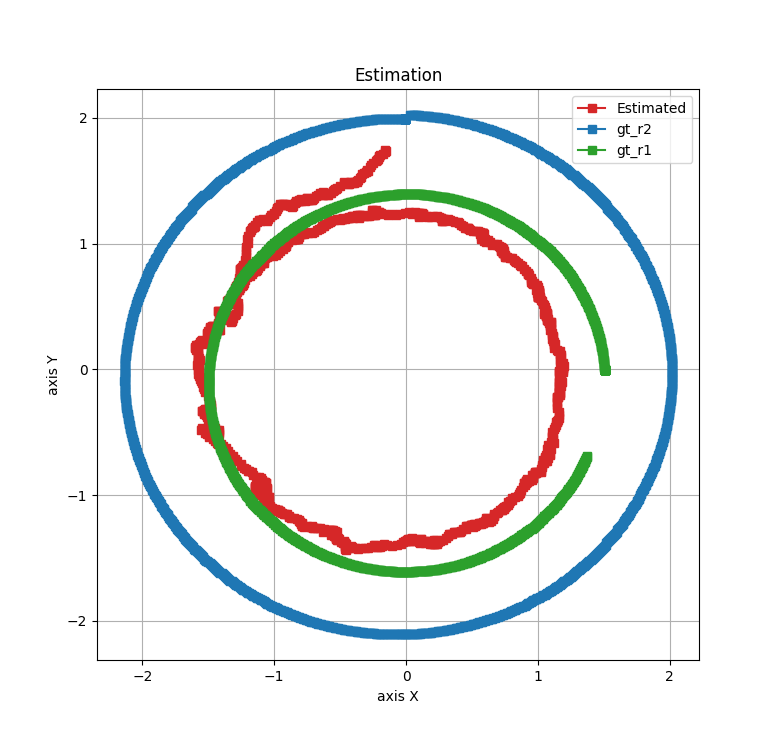 Estimation
Estimated
gt_r2
gt_r1
2
1
0
−1
−2
axis Y
−2 −1 0 1 2
axis X